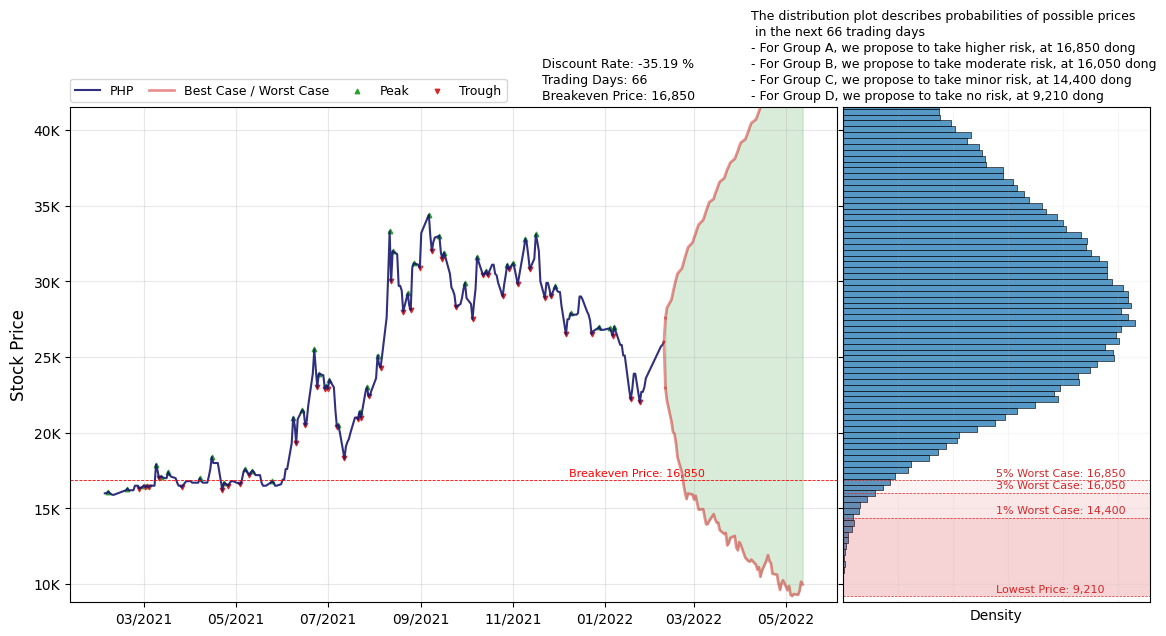 The distribution plot describes probabilities of possible prices
in the next 66 trading days
- For Group A, we propose to take higher risk, at 16,850 dong
- For Group B, we propose to take moderate risk, at 16,050 dong
- For Group C, we propose to take minor risk, at 14,400 dong
- For Group D, we propose to take no risk, at 9,210 dong
Discount Rate: -35.19 %
Trading Days: 66
Breakeven Price: 16,850
PHP
Best Case / Worst Case
Peak
Trough
Stock Price
40K
35K
30K
25K
20K
15K
10K
Breakeven Price: 16,850
5% Worst Case: 16,850
3% Worst Case: 16,050
1% Worst Case: 14,400
Lowest Price: 9,210
03/2021
05/2021
07/2021
09/2021
11/2021
01/2022
03/2022
05/2022
Density